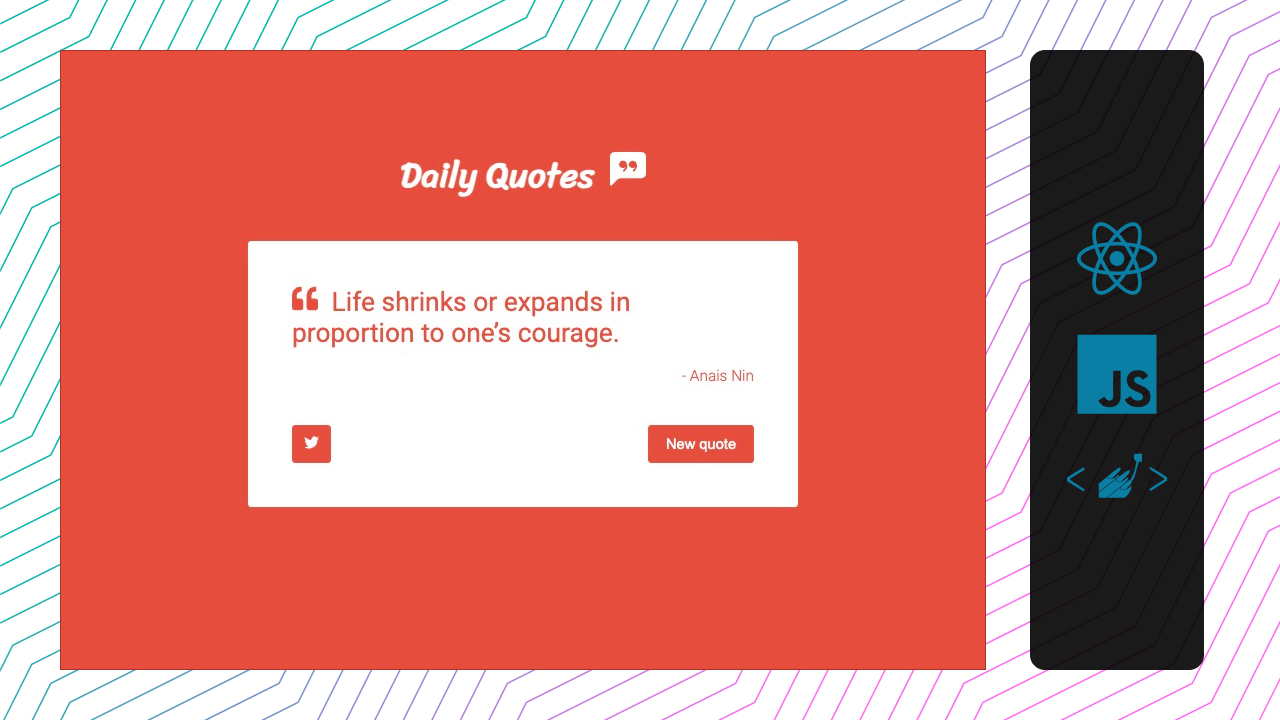 Daily Quotes
Life shrinks or expands in
proportion to one’s courage.
- Anais Nin
New quote
JS